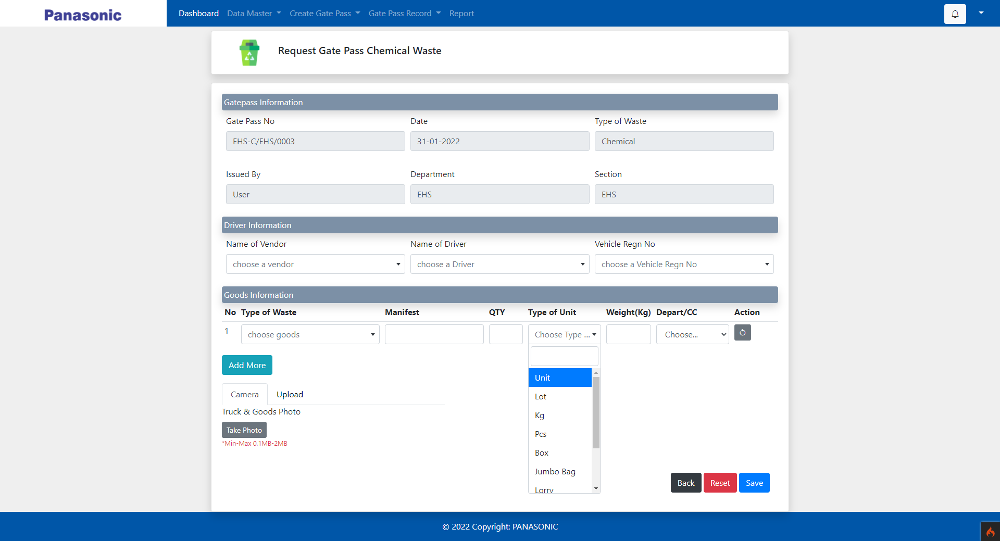 Panasonic
Dashboard Data Master Create Gate Pass Gate Pass Record Report
Request Gate Pass Chemical Waste
Gatepass Information
Gate Pass No Date Type of Waste
EHS-C/EHS/0003 31-01-2022 Chemical
Issued By Department Section
User EHS EHS
Driver Information
Name of Vendor Name of Driver Vehicle Regn No
choose a vendor choose a Driver choose a Vehicle Regn No
Goods Information
No Type of Waste Manifest QTY Type of Unit Weight(Kg) Depart/CC Action
1 choose goods Choose Type ... Choose...
Unit
Lot
Kg
Pcs
Box
Jumbo Bag
Lorry
Add More
Camera Upload
Truck & Goods Photo
Take Photo
*Min-Max 0.1MB-2MB
Back Reset Save
© 2022 Copyright: PANASONIC